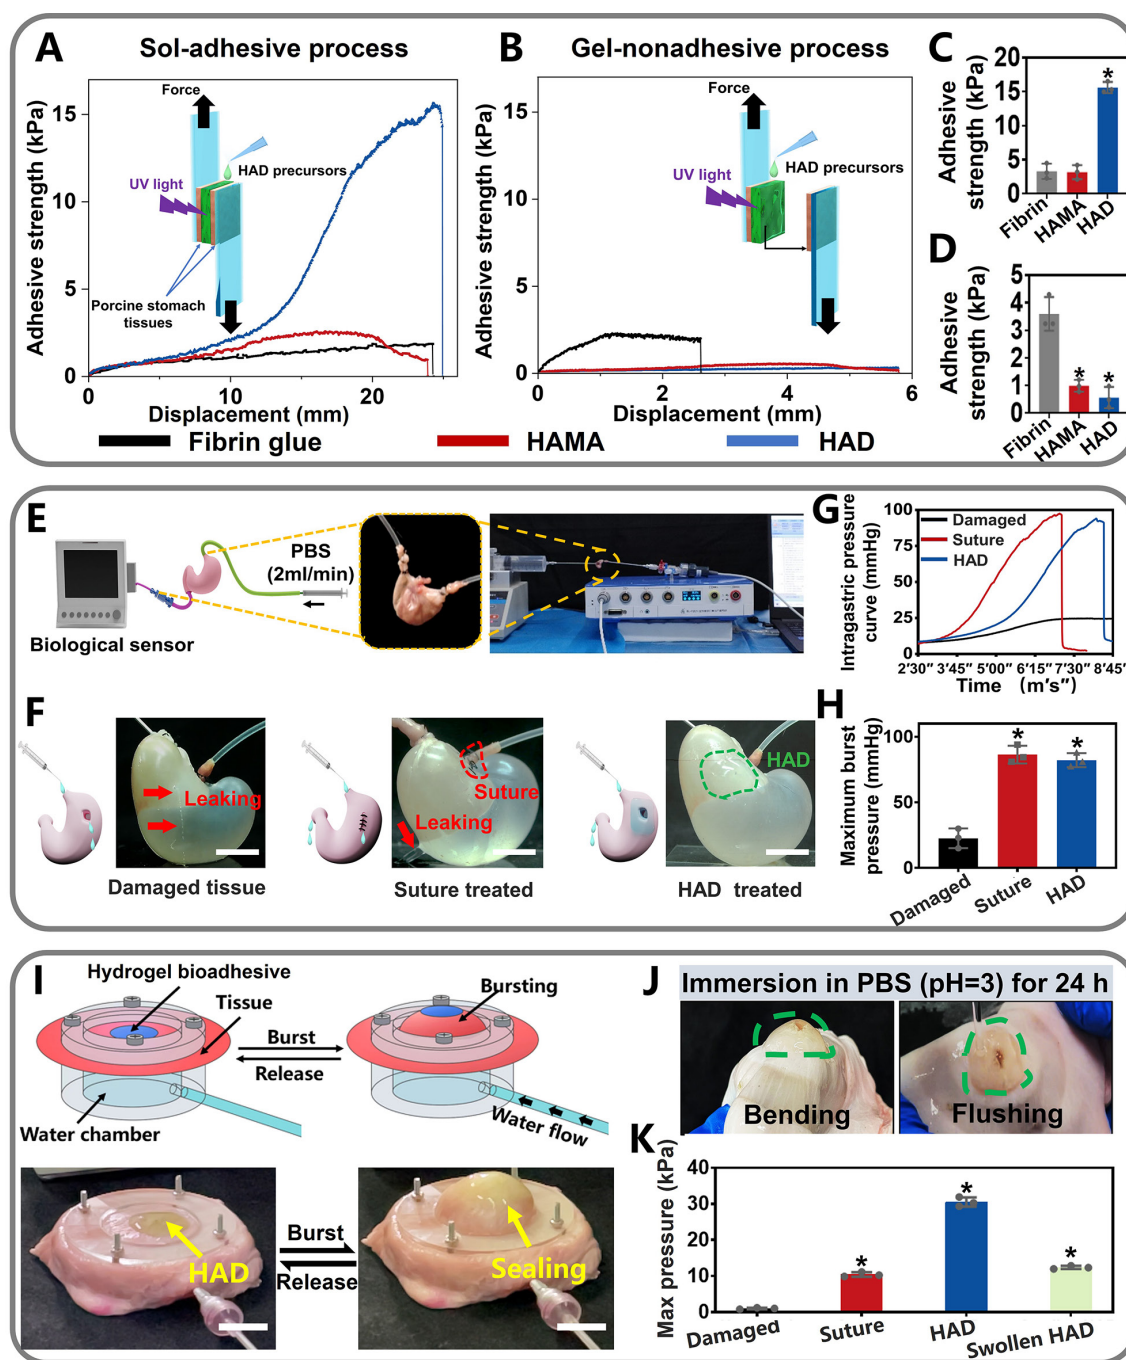 A
Sol-adhesive process
Adhesive strength (kPa)
15
10
5
0
0
10
20
Displacement (mm)
Force
HAD precursors
UV light
Porcine stomach
tissues
B
Gel-nonadhesive process
Adhesive strength (kPa)
15
10
5
0
0
2
4
6
Displacement (mm)
Force
HAD precursors
UV light
Fibrin glue
HAMA
HAD
C
Adhesive
strength (kPa)
20
15
10
5
0
*
Fibrin
HAMA
HAD
D
Adhesive
strength (kPa)
5
4
3
2
1
0
*
*
Fibrin
HAMA
HAD
E
PBS
(2ml/min)
Biological sensor
F
Leaking
Damaged tissue
Suture
Leaking
Suture treated
HAD
HAD treated
G
Intragastric pressure
curve (mmHg)
100
75
50
25
0
Damaged
Suture
HAD
2'30" 3'45" 5'00" 6'15" 7'30" 8'45"
Time (m's")
H
Maximum burst
pressure (mmHg)
100
50
0
*
*
Damaged
Suture
HAD
I
Hydrogel bioadhesive
Tissue
Burst
Release
Water chamber
Bursting
Water flow
HAD
Burst
Release
Sealing
J
Immersion in PBS (pH=3) for 24 h
Bending
Flushing
K
Max pressure (kPa)
40
30
20
10
0
*
*
*
Damaged
Suture
HAD
Swollen HAD